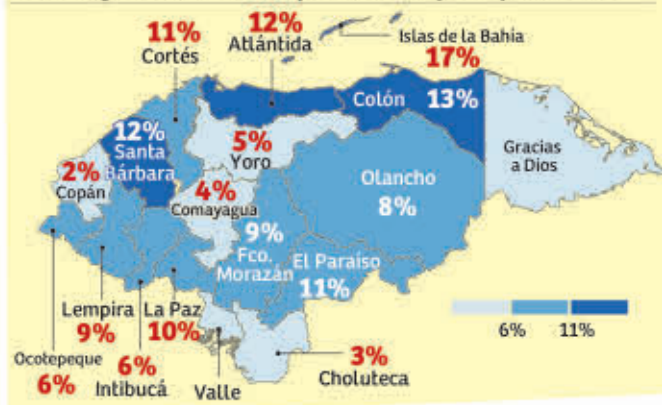 12%
Atlántida
Islas de la Bahía
17%
11%
Cortés
Colón 13%
12%
Santa
Bárbara
5%
Yoro
Gracias
a Dios
2%
Copán
4%
Comayagua
Olancho
8%
9%
Fco.
Morazán
El Paraíso
11%
Lempira
9%
La Paz
10%
6% 11%
Ocotepeque
6%
6%
Intibucá
Valle
3%
Choluteca